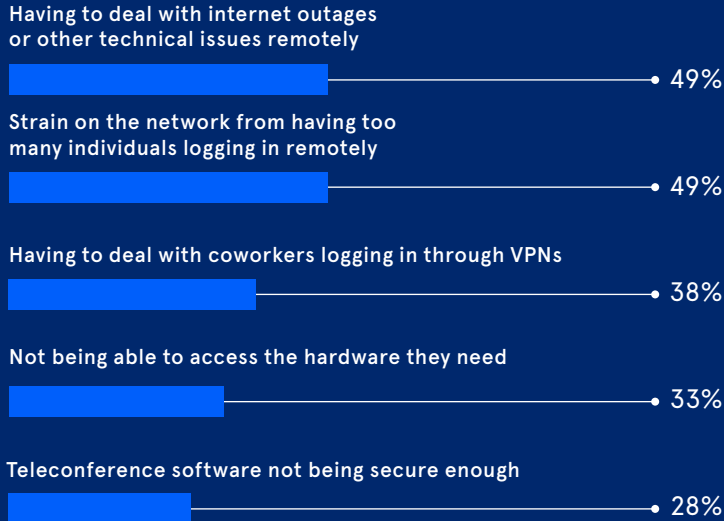 Having to deal with internet outages
or other technical issues remotely
49%
Strain on the network from having too
many individuals logging in remotely
49%
Having to deal with coworkers logging in through VPNs
38%
Not being able to access the hardware they need
33%
Teleconference software not being secure enough
28%